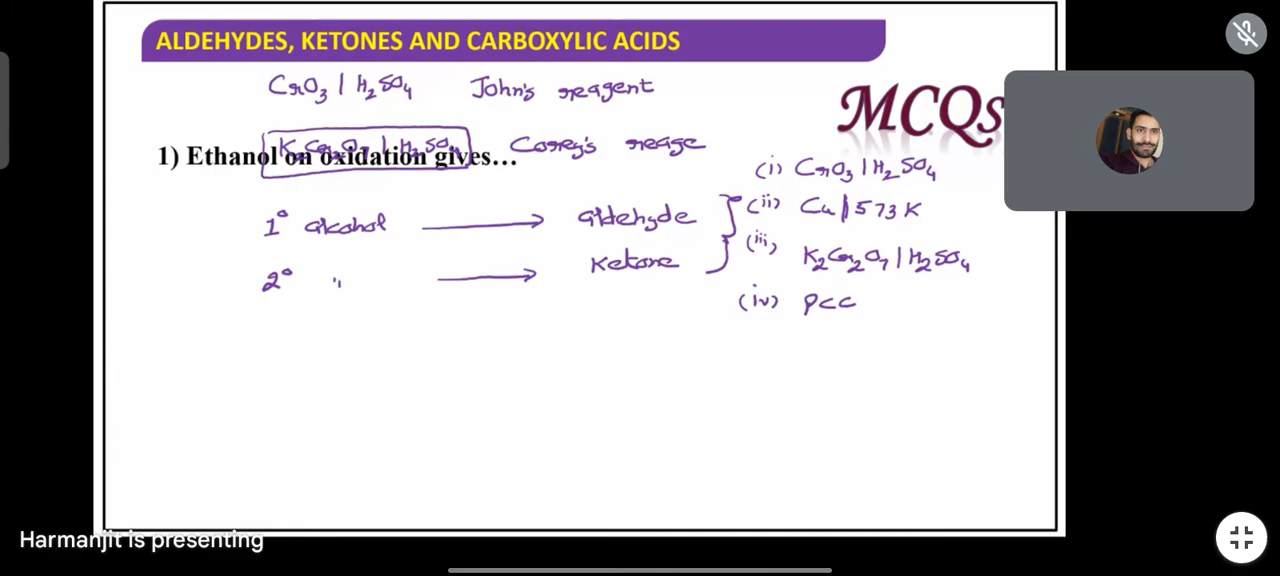 ALDEHYDES, KETONES AND CARBOXYLIC ACIDS
CrO3 | H2SO4 John's reagent
MCQs
K2Cr2O7 | H2SO4 Corey's reage
1) Ethanol on oxidation gives…
(i) CrO3 | H2SO4
1° alcohol ⟶ aldehyde
(ii) Cu | 573 K
2° " ⟶ Ketone
(iii) K2Cr2O7 | H2SO4
(iv) PCC
Harmanjit is presenting